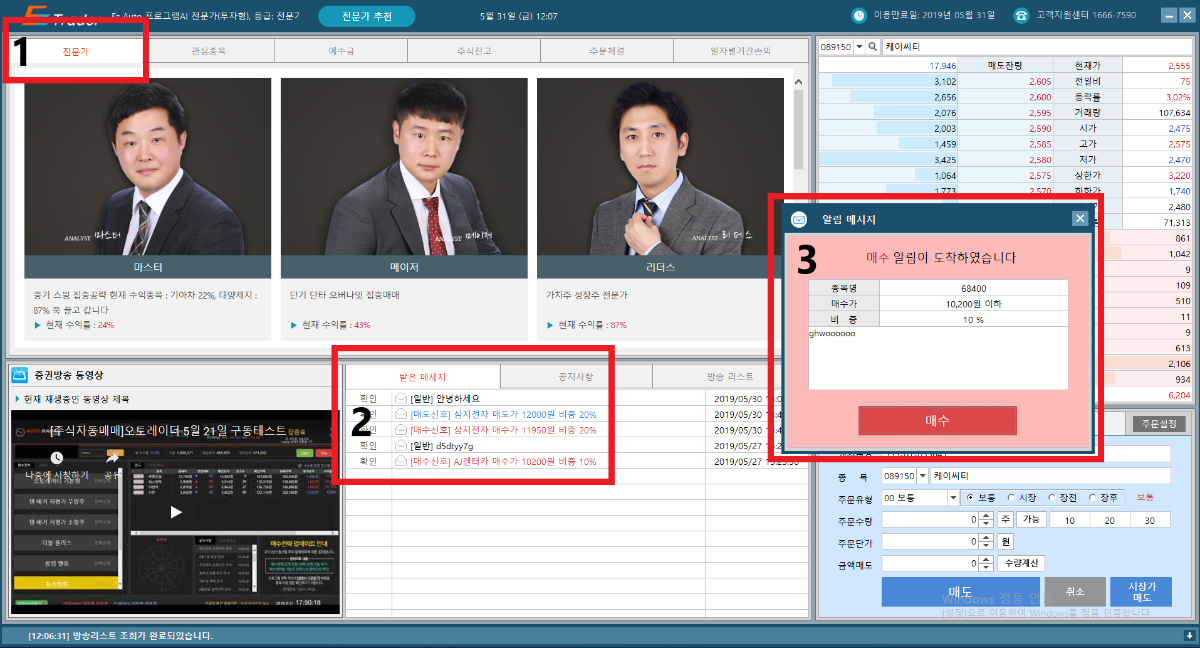 Ez Trader
Ez Auto 프로그램AI 전문가(투자형), 등급: 전문가
전문가 추천
5월 31일 (금) 12:07
이용만료일: 2019년 05월 31일
고객지원센터 1666-7590
1
전문가
관심종목
예수금
주식잔고
주문체결
일자별기간손익
ANALYST 마스터
ANALYST 메이저
ANALYST 리더스
마스터
메이저
리더스
중기 스윙 집중공략 현재 수익종목 : 기아차 22%, 대양제지 :
87% 쭉 끌고 갑니다
현재 수익률 : 24%
단기 단타 오버나잇 집중매매
현재 수익률 : 43%
가치주 성장주 전문가
현재 수익률 : 87%
089150
케이씨티
17,946 매도잔량 현재가 2,555
3,102 2,605 전일비 75
2,656 2,600 등락률 3.02%
2,076 2,595 거래량 107,634
2,003 2,590 시가 2,475
1,459 2,585 고가 2,575
3,425 2,580 저가 2,470
1,064 2,575 상한가 3,220
1,773 2,570 하한가 1,740
2,480
71,313
861
1,042
9
109
510
11
9
613
2,106
934
6,204
알림 메시지
3
매수 알림이 도착하였습니다
종목명 68400
매수가 10,200원 이하
비 중 10 %
ghwoooooo
매수
증권방송 동영상
현재 재생중인 동영상 제목
[주식자동매매]오토레이더 5월 21일 구동테스트
나중에 시청하기
공유
매수전략 업데이트 안내
17:50:18
2
받은 메세지
공지사항
방송 리스트
확인 [일반] 안녕하세요 2019/05/30
확인 [매도신호] 삼지전자 매도가 12000원 비중 20% 2019/05/30
확인 [매수신호] 삼지전자 매수가 11950원 비중 20% 2019/05/30
확인 [일반] d5dtyy7g 2019/05/27
확인 [매수신호] AJ렌터카 매수가 10200원 비중 10% 2019/05/27
주문설정
종 목 089150 케이씨티
주문유형 00 보통 보통 시장 장전 장후 보통
주문수량 0 주 가능 10 20 30
주문단가 0 원
금액매도 0 수량계산
매도
취소
시장가
매도
Windows 정품 인증
[설정]으로 이동하여 Windows를 정품 인증합니다.
[12:06:31] 방송리스트 조회가 완료되었습니다.